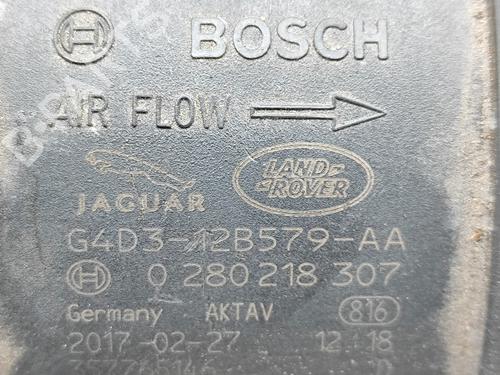 BOSCH
AIR FLOW
JAGUAR
LAND ROVER
G4D3-12B579-AA
0 280 218 307
Germany AKTAV 816
2017-02-27 12:18